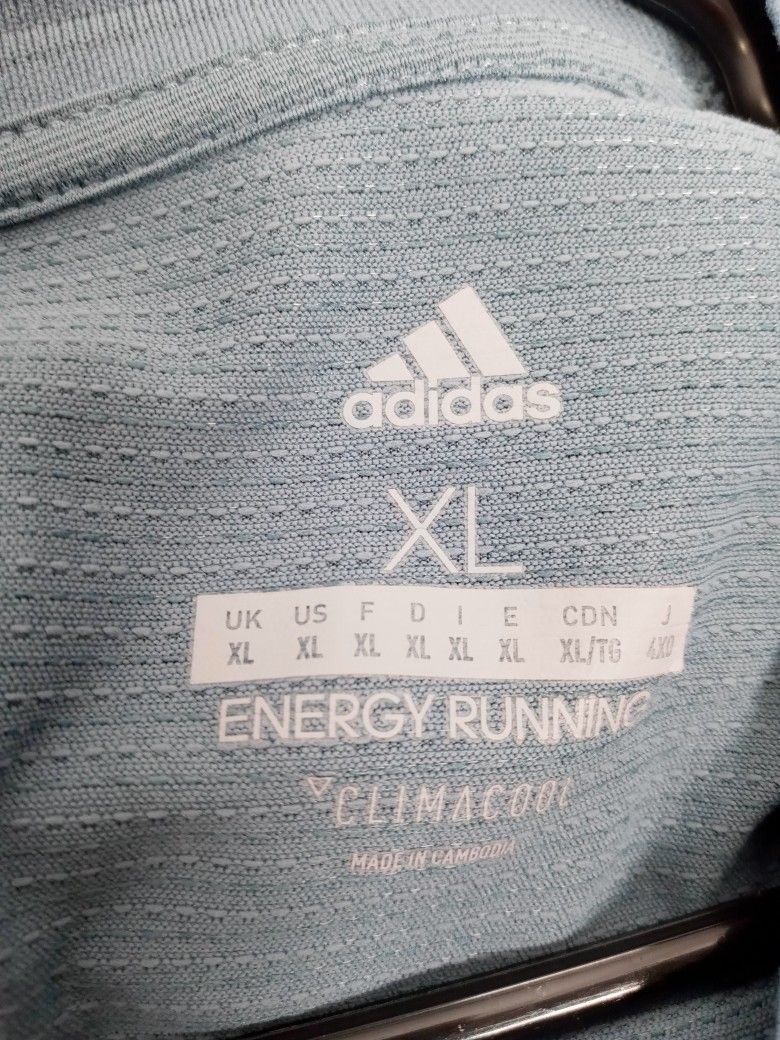 adidas
XL
UK US F D I E CDN J
XL XL XL XL XL XL XL/TG 4XO
ENERGY RUNNING
CLIMACOOL
MADE IN CAMBODIA